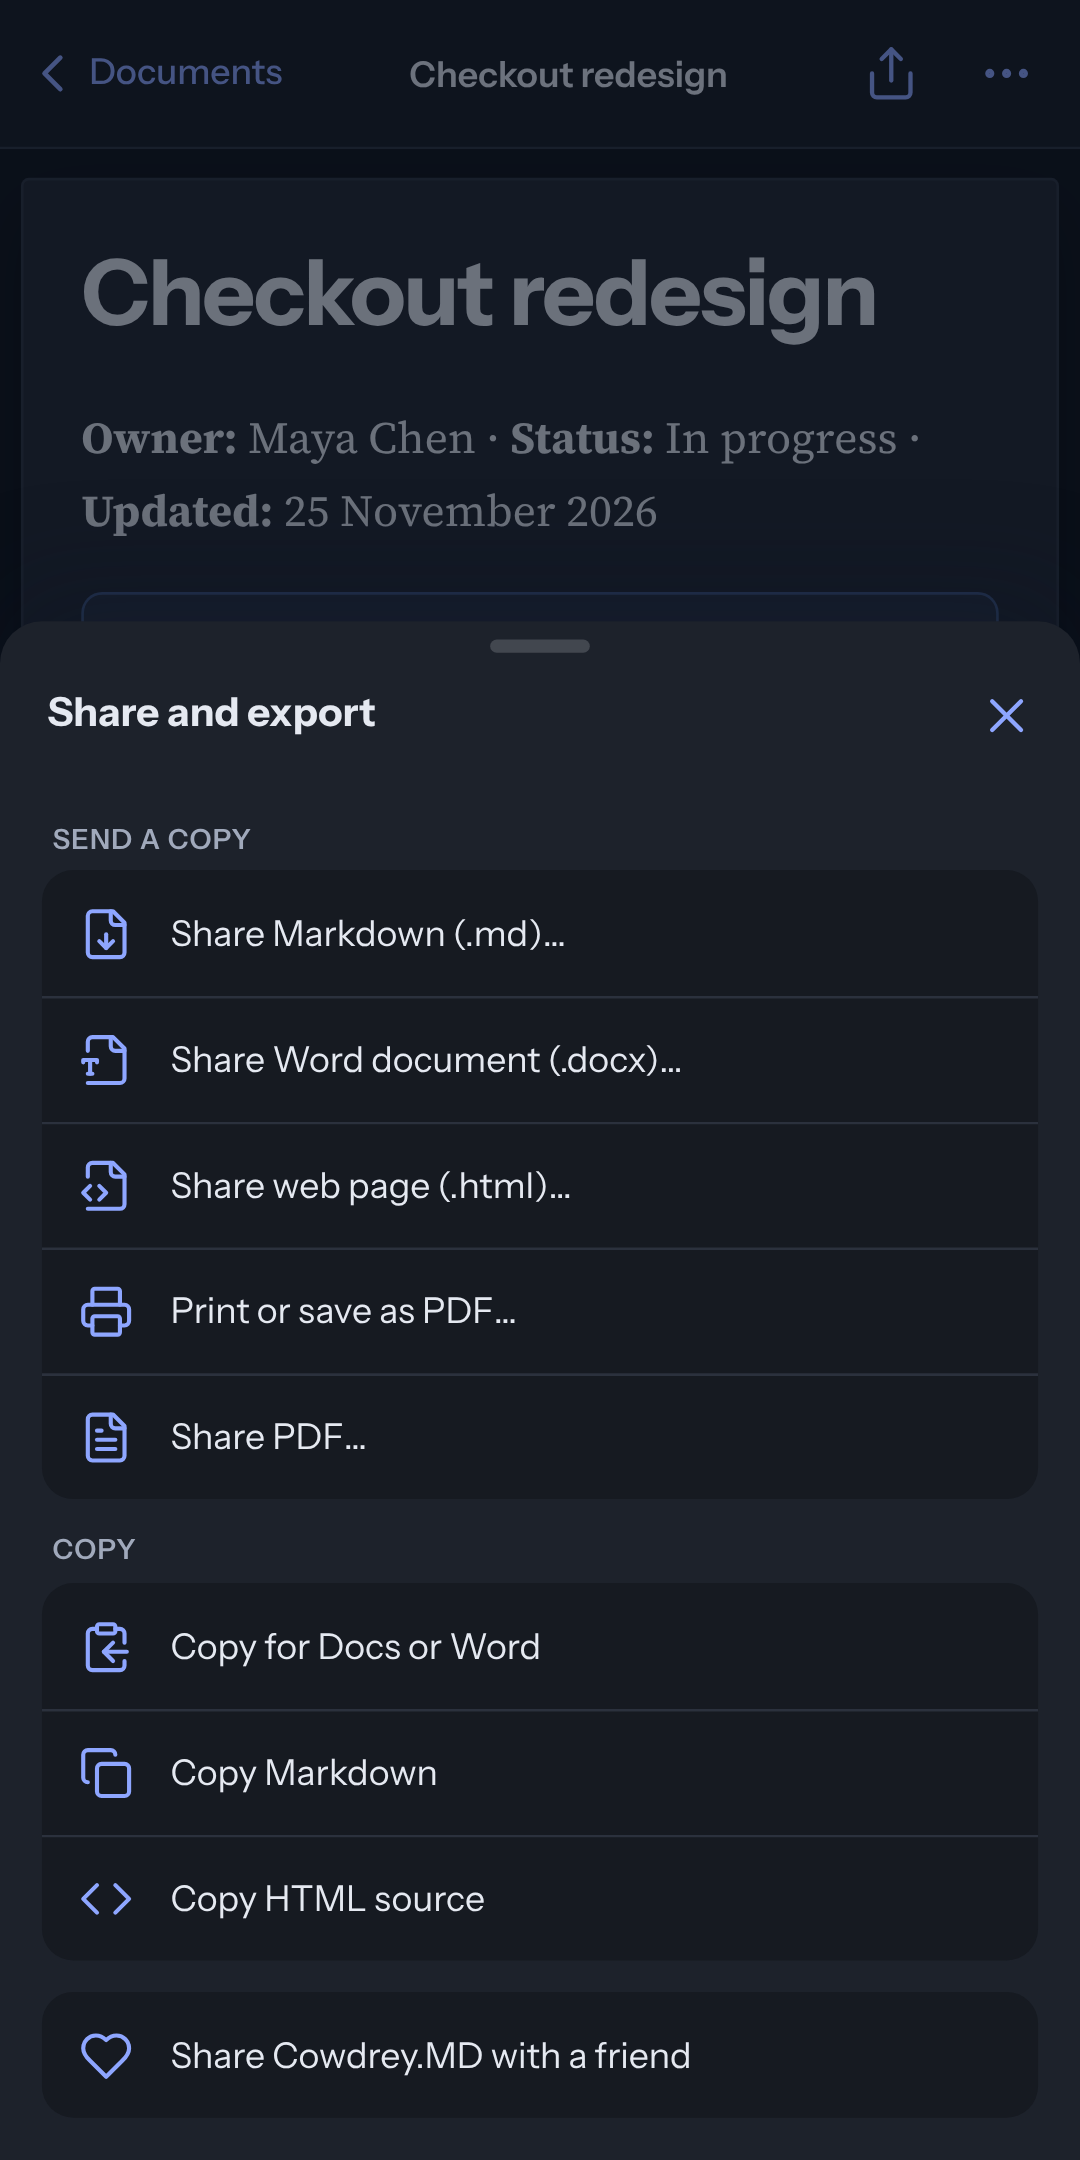 Documents
Checkout redesign
Checkout redesign
Owner: Maya Chen · Status: In progress ·
Updated: 25 November 2026
Share and export
SEND A COPY
Share Markdown (.md)...
Share Word document (.docx)...
Share web page (.html)...
Print or save as PDF...
Share PDF...
COPY
Copy for Docs or Word
Copy Markdown
Copy HTML source
Share Cowdrey.MD with a friend